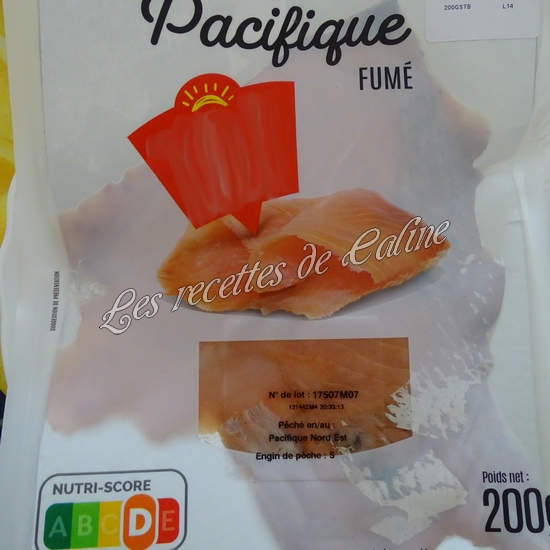 200GSTB L14
Pacifique
FUMÉ
SUGGESTION DE PRÉSENTATION
Les recettes de Caline
N° de lot : 17507M07
Pêché en/au :
Pacifique Nord Est
Engin de pêche : S
Poids net :
200g
NUTRI-SCORE
A B C D E